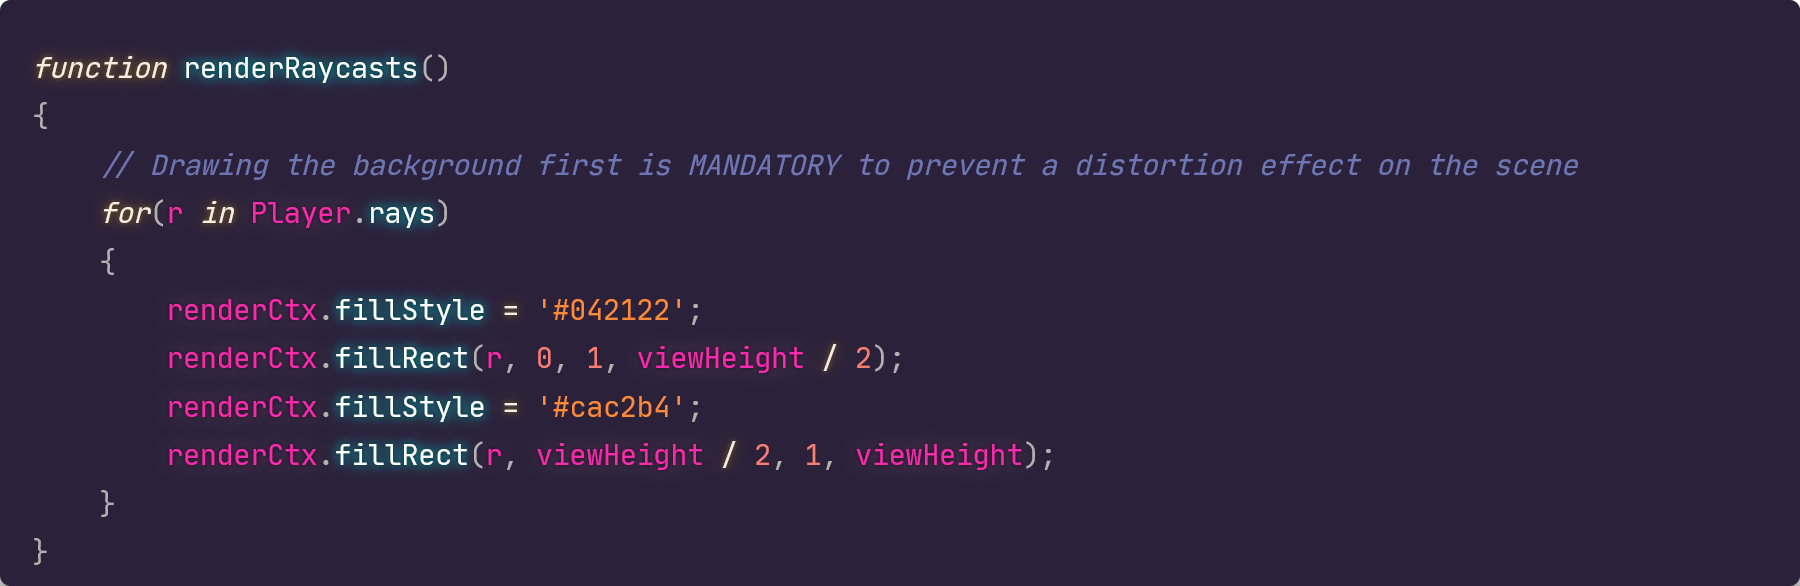 function renderRaycasts()
{
    // Drawing the background first is MANDATORY to prevent a distortion effect on the scene
    for(r in Player.rays)
    {
        renderCtx.fillStyle = '#042122';
        renderCtx.fillRect(r, 0, 1, viewHeight / 2);
        renderCtx.fillStyle = '#cac2b4';
        renderCtx.fillRect(r, viewHeight / 2, 1, viewHeight);
    }
}